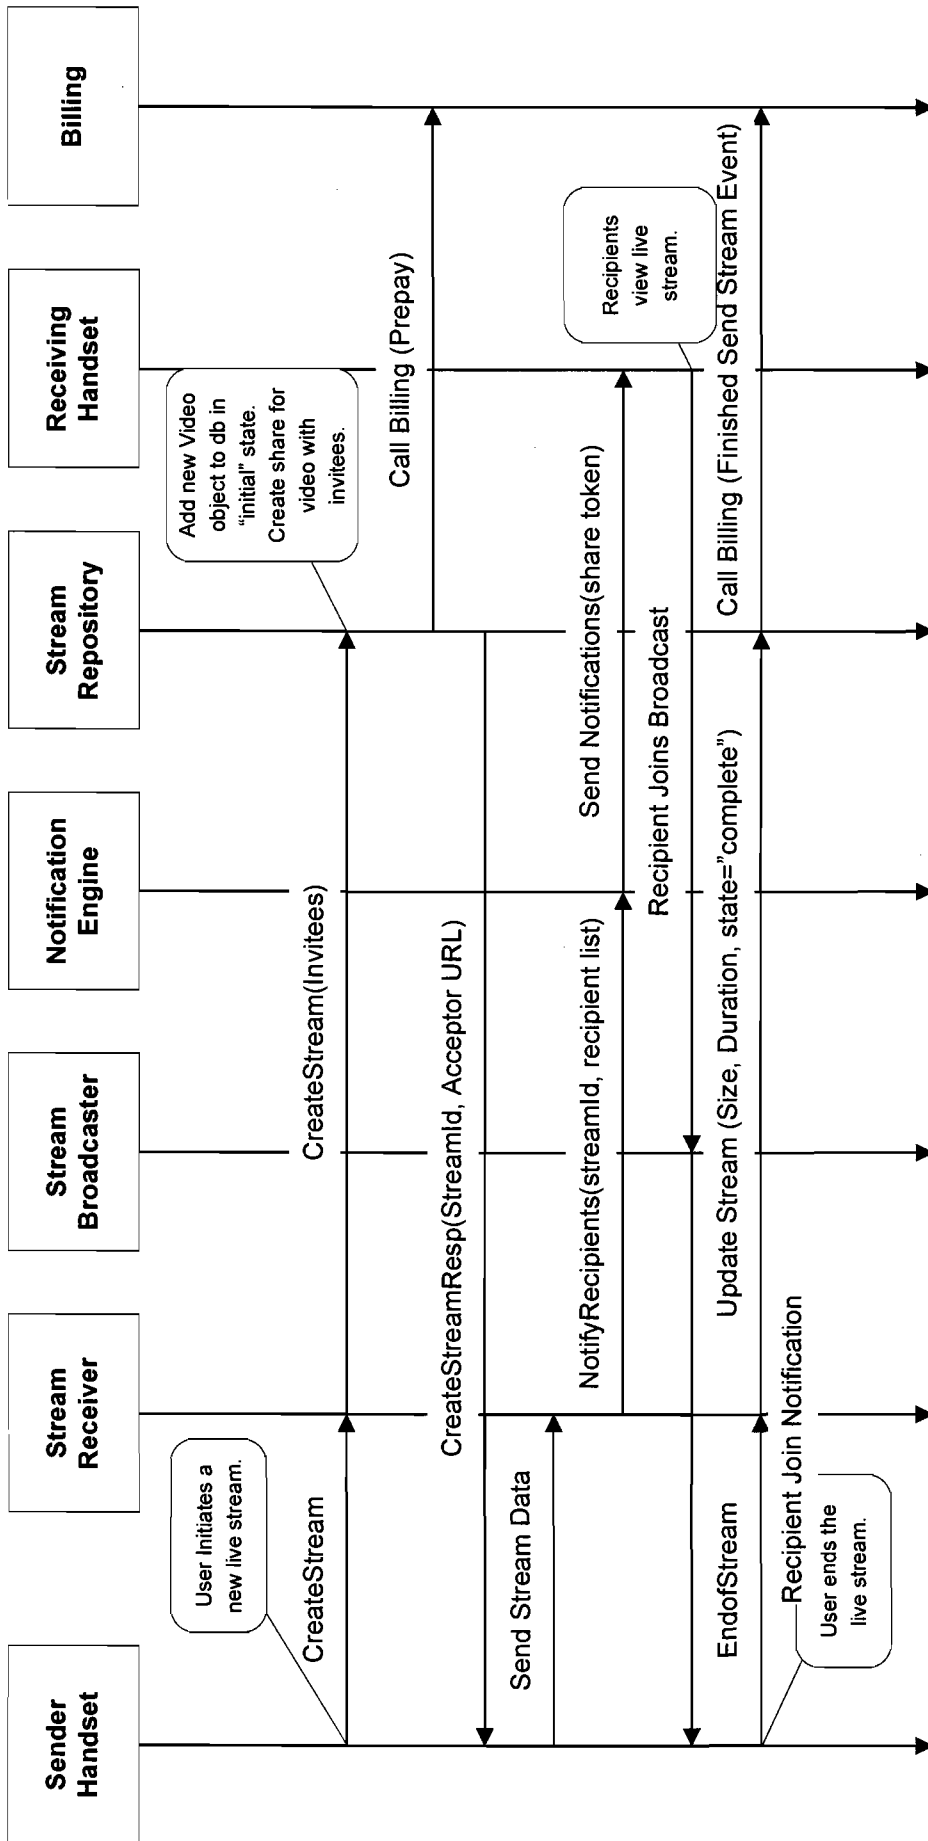 Sender
Handset
Stream
Receiver
Stream
Broadcaster
Notification
Engine
Stream
Repository
Receiving
Handset
Billing
User Initiates a
new live stream.
CreateStream
CreateStream(Invitees)
Add new Video
object to db in
“initial” state.
Create share for
video with
invitees.
Call Billing (Prepay)
CreateStreamResp(StreamId, Acceptor URL)
Send Stream Data
NotifyRecipients(streamId, recipient list)
Send Notifications(share token)
Recipients
view live
stream.
Recipient Joins Broadcast
EndofStream
Update Stream (Size, Duration, state=”complete”)
Call Billing (Finished Send Stream Event)
Recipient Join Notification
User ends the
live stream.